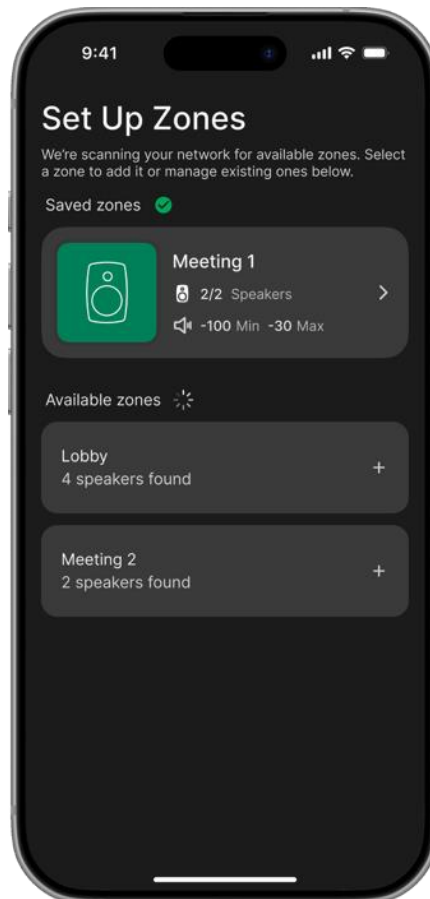 9:41
Set Up Zones
We're scanning your network for available zones. Select
a zone to add it or manage existing ones below.
Saved zones
Meeting 1
2/2 Speakers
-100 Min -30 Max
Available zones
Lobby
4 speakers found
+
Meeting 2
2 speakers found
+